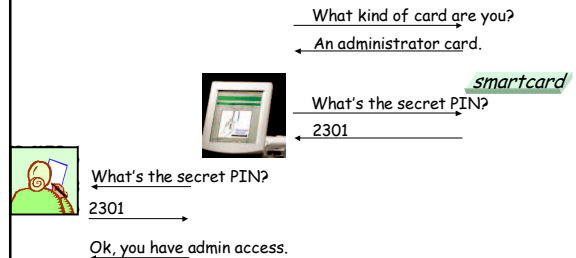 What kind of card are you?
An administrator card.
smartcard
What's the secret PIN?
2301
What's the secret PIN?
2301
Ok, you have admin access.